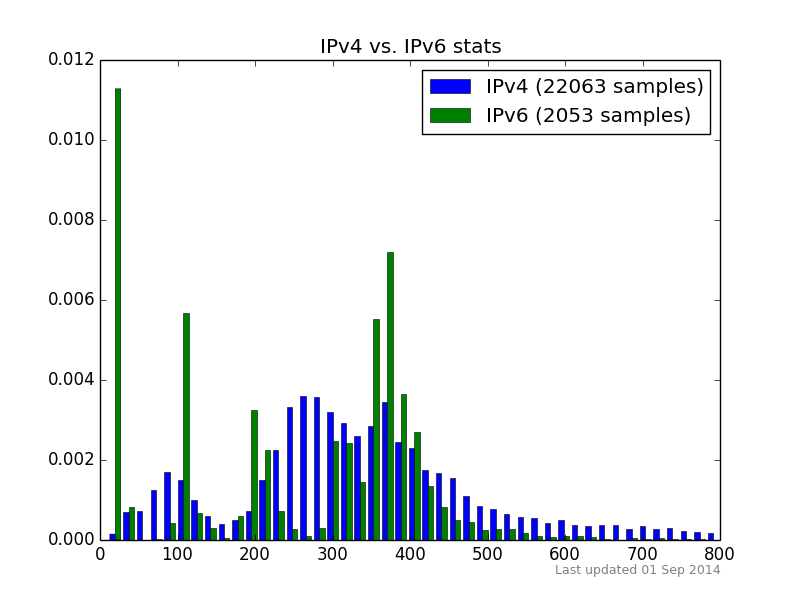 IPv4 vs. IPv6 stats
IPv4 (22063 samples)
IPv6 (2053 samples)
0.012
0.010
0.008
0.006
0.004
0.002
0.000
0 100 200 300 400 500 600 700 800
Last updated 01 Sep 2014